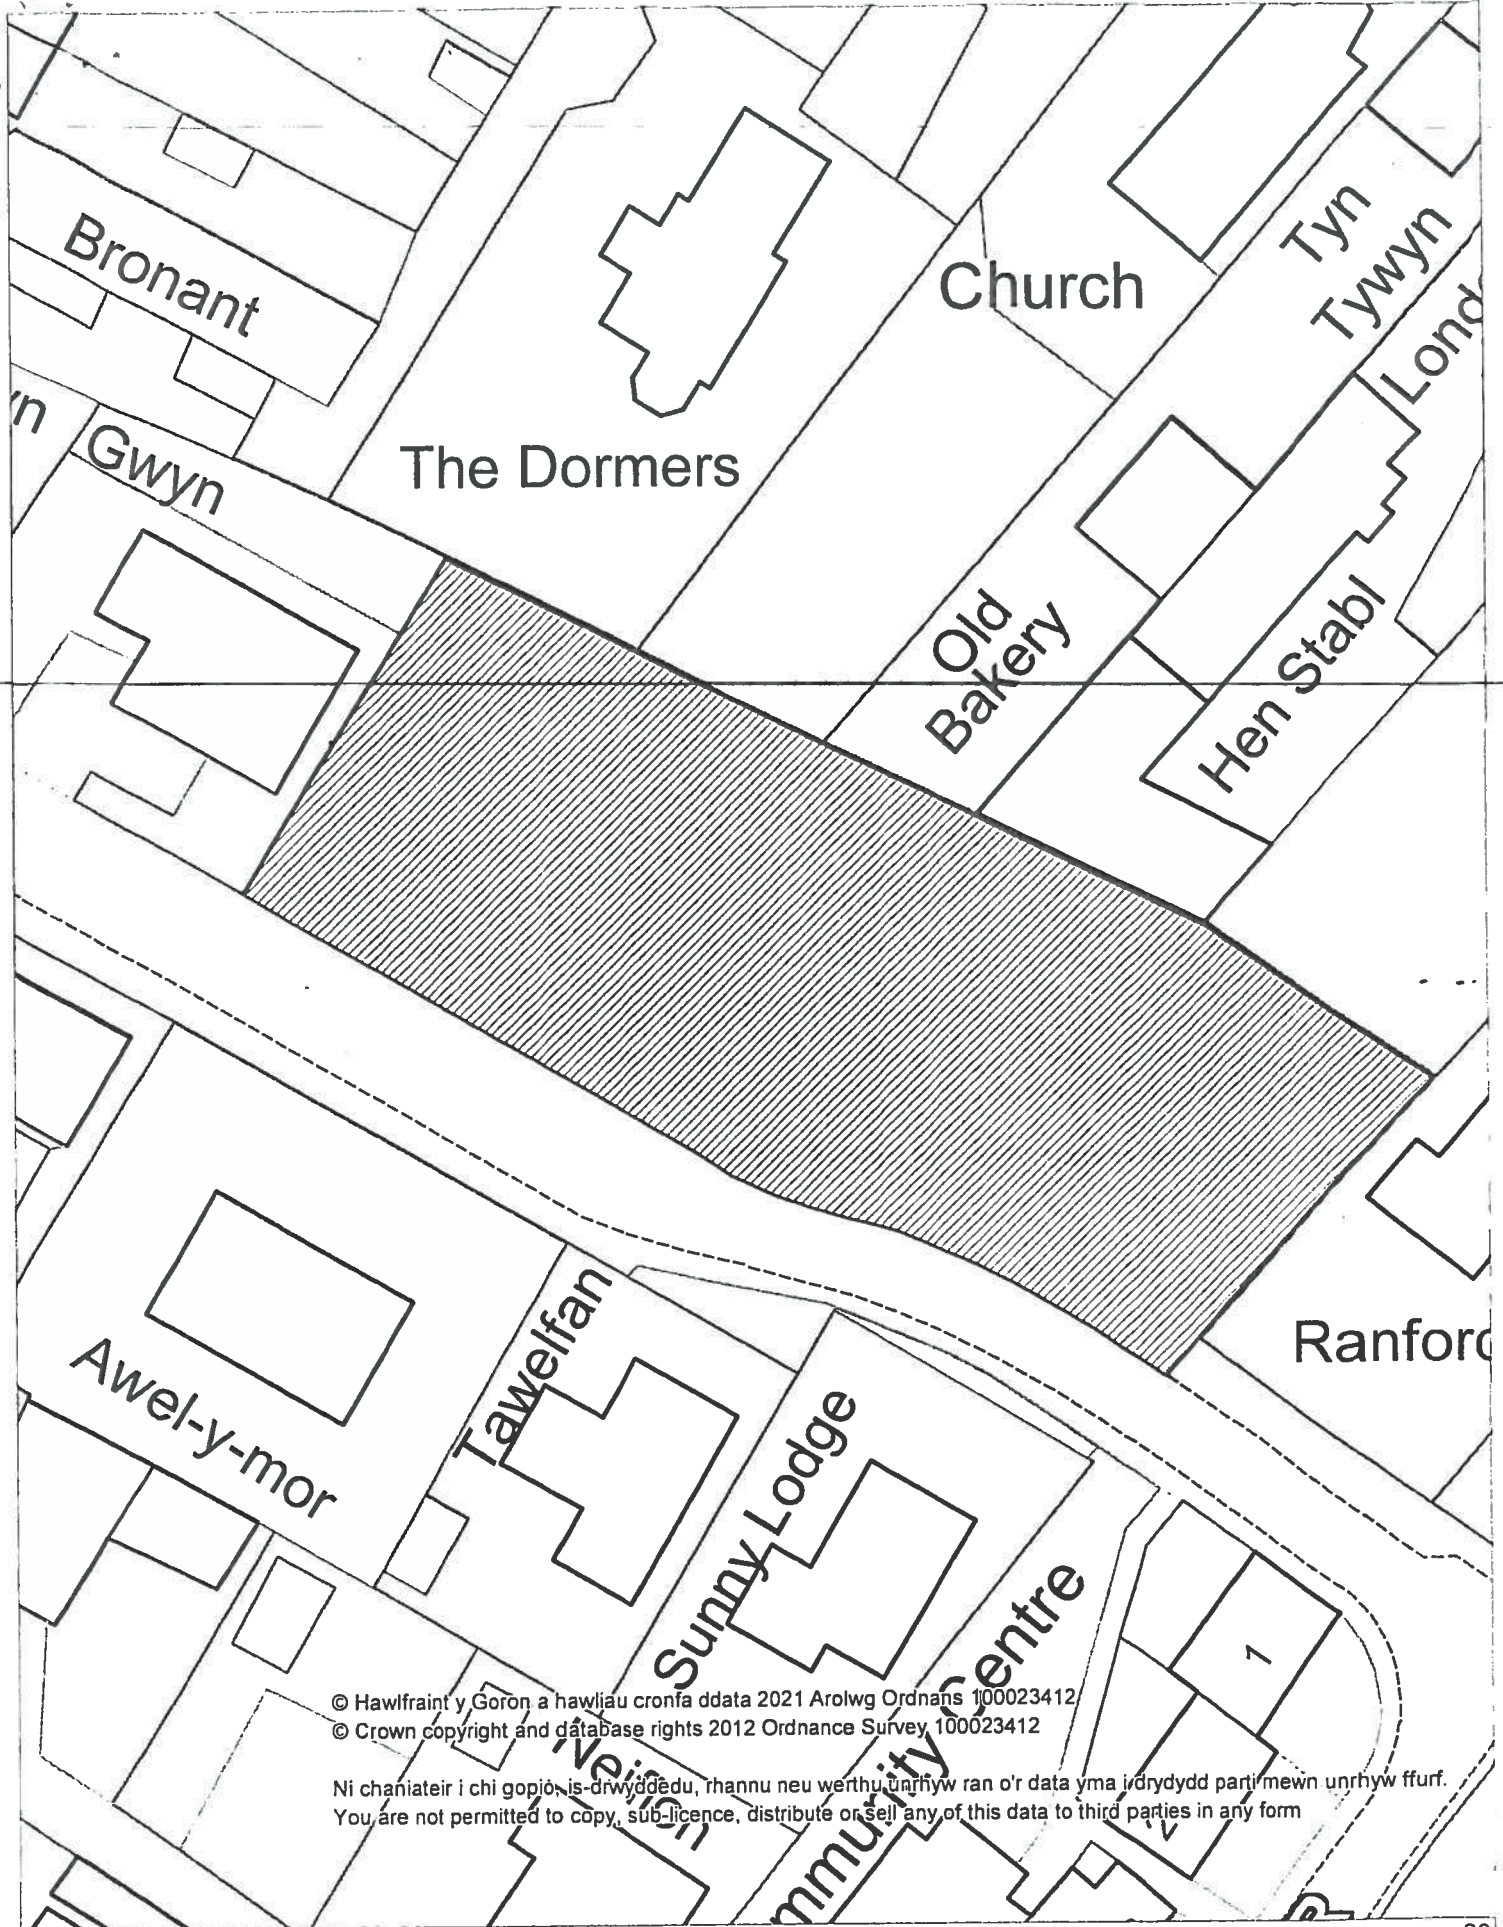 Bronant
Gwyn
The Dormers
Church
Tyn
Tywyn
Old
Bakery
Hen Stabl
Awel-y-mor
Tawelfan
Sunny Lodge
Centre
1
2
© Hawlfraint y Goron a hawliau cronfa ddata 2021 Arolwg Ordnans 100023412
© Crown copyright and database rights 2012 Ordnance Survey 100023412
Ni chaniateir i chi gopio, is-drwyddedu, rhannu neu werthu unrhyw ran o'r data yma i drydydd parti mewn unrhyw ffurf.
You are not permitted to copy, sub-licence, distribute or sell any of this data to third parties in any form